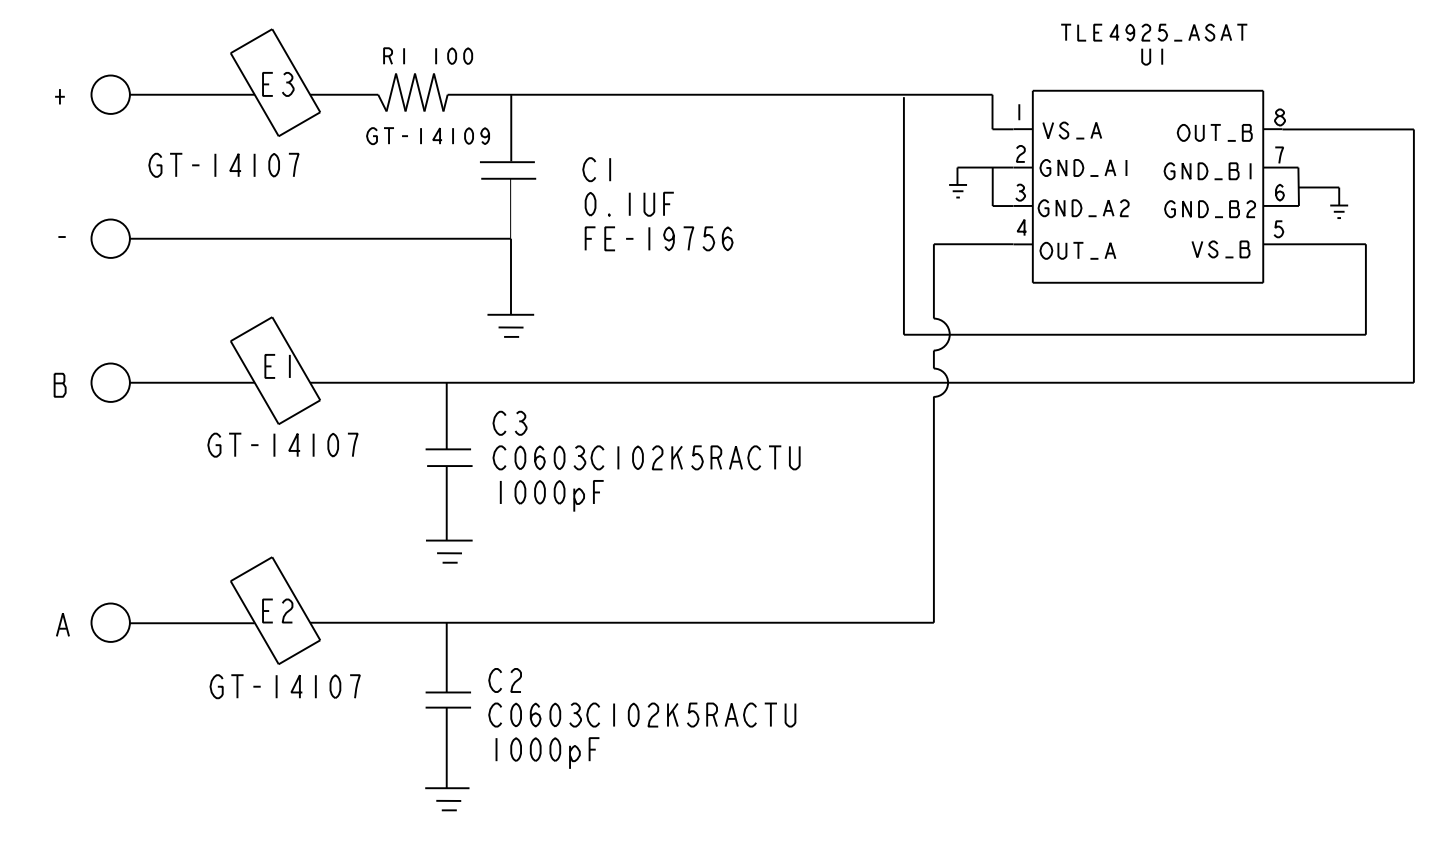 TLE4925_ASAT
U1
+
E3
R1 100
GT-14109
GT-14107
C1
0.1UF
FE-19756
-
1
VS_A
2
GND_A1
3
GND_A2
4
OUT_A
8
OUT_B
7
GND_B1
6
GND_B2
5
VS_B
B
E1
GT-14107
C3
C0603C102K5RACTU
1000pF
A
E2
GT-14107
C2
C0603C102K5RACTU
1000pF